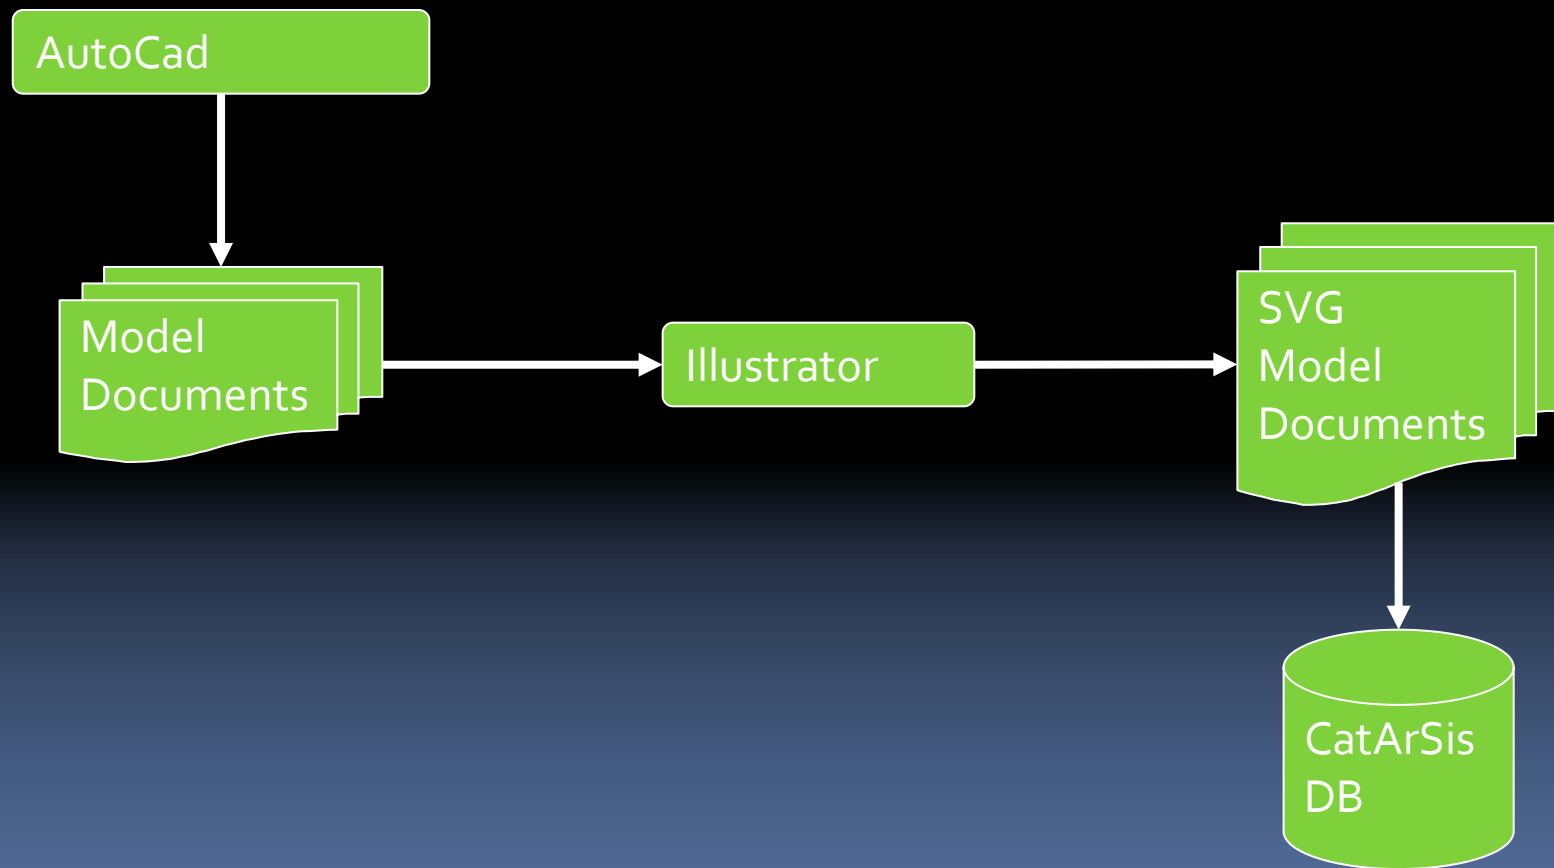 AutoCad
Model
Documents
Illustrator
SVG
Model
Documents
CatArSis
DB